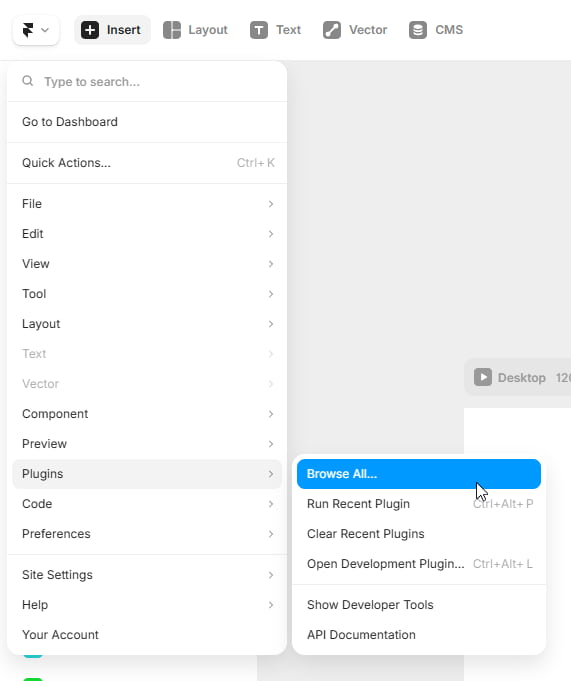 Insert Layout Text Vector CMS
Type to search...
Go to Dashboard
Quick Actions... Ctrl+ K
File
Edit
View
Tool
Layout
Text
Vector
Desktop
Component
Preview
Plugins
Browse All...
Code
Run Recent Plugin Ctrl+Alt+ P
Preferences
Clear Recent Plugins
Open Development Plugin... Ctrl+Alt+ L
Site Settings
Help
Show Developer Tools
Your Account
API Documentation